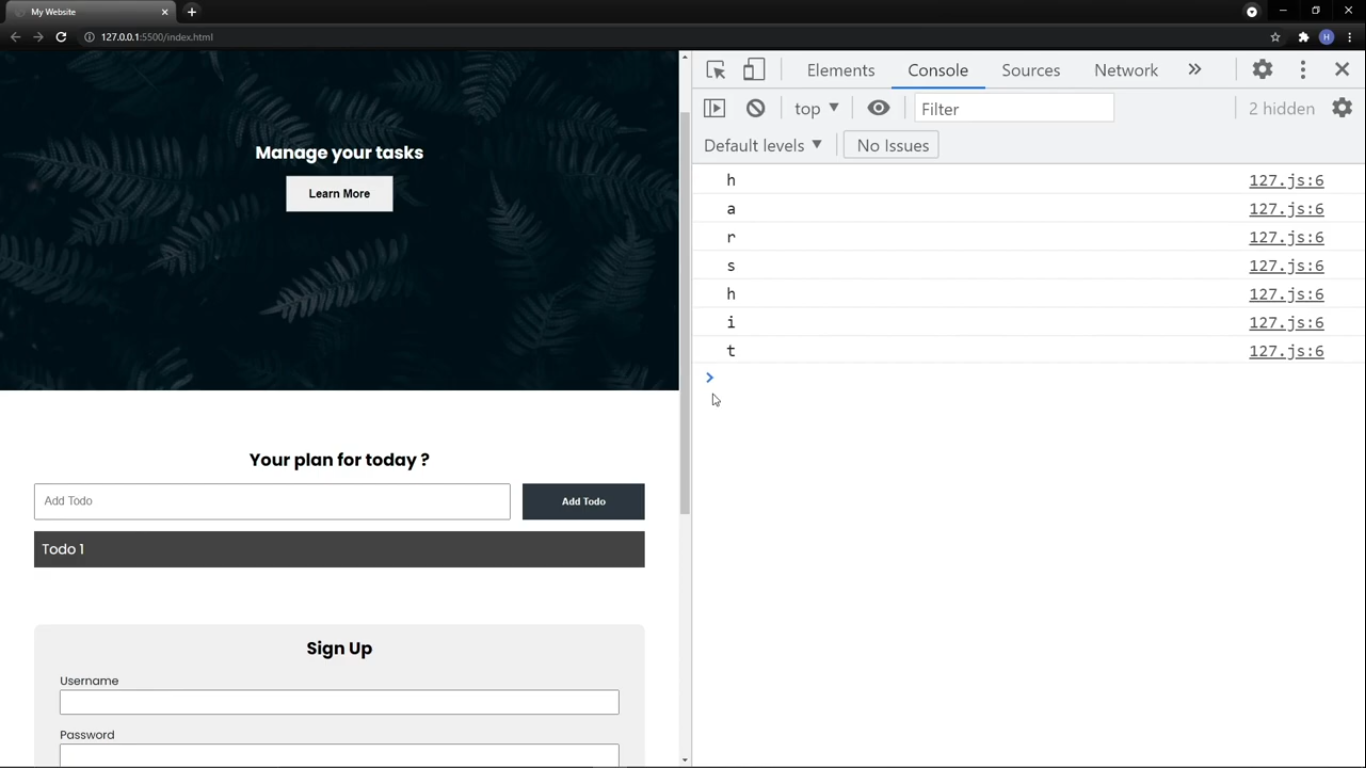 My Website
127.0.0.1:5500/index.html
H
Manage your tasks
Learn More
Your plan for today ?
Add Todo
Add Todo
Todo 1
Sign Up
Username
Password
Elements Console Sources Network
top Filter 2 hidden
Default levels No Issues
h 127.js:6
a 127.js:6
r 127.js:6
s 127.js:6
h 127.js:6
i 127.js:6
t 127.js:6